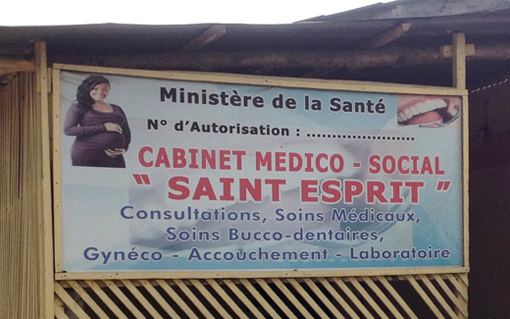 Ministère de la Santé
N° d'Autorisation : .....................
CABINET MEDICO - SOCIAL
" SAINT ESPRIT "
Consultations, Soins Médicaux,
Soins Bucco-dentaires,
Gynéco - Accouchement - Laboratoire